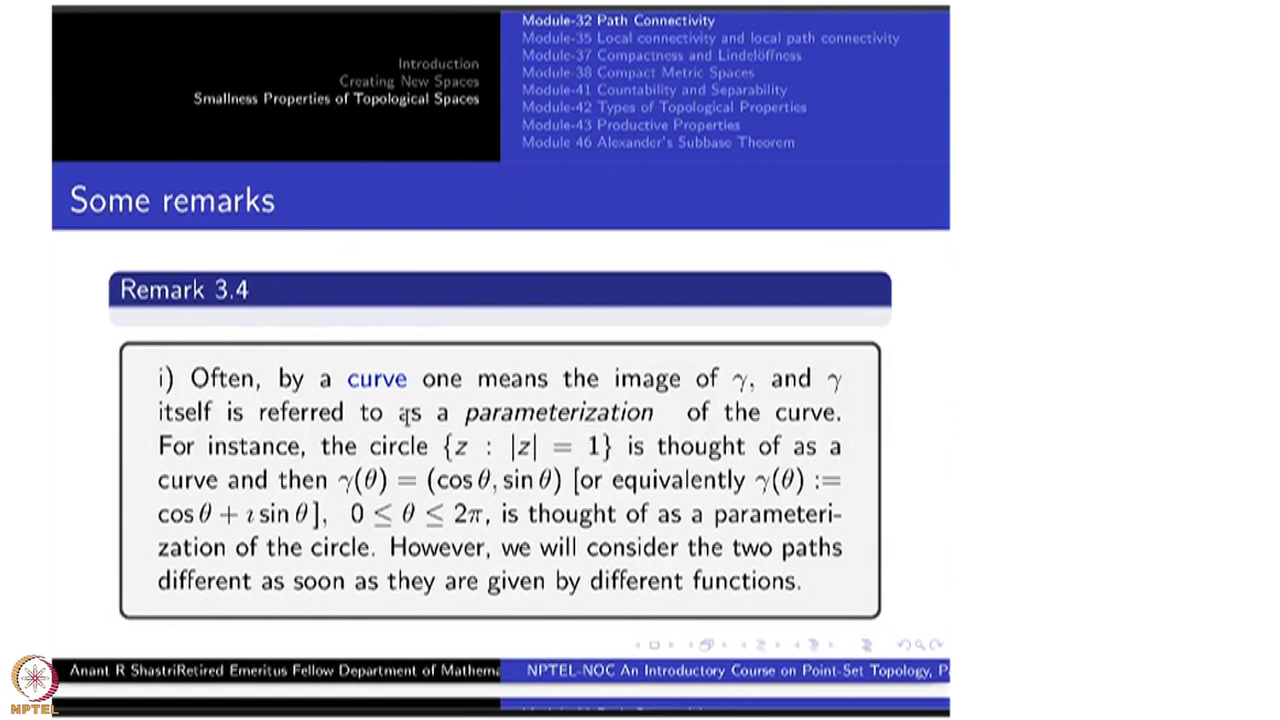 Introduction
Creating New Spaces
Smallness Properties of Topological Spaces
Module-32 Path Connectivity
Module-35 Local connectivity and local path connectivity
Module-37 Compactness and Lindelöffness
Module-38 Compact Metric Spaces
Module-41 Countability and Separability
Module-42 Types of Topological Properties
Module-43 Productive Properties
Module 46 Alexander's Subbase Theorem
Some remarks
Remark 3.4
i) Often, by a curve one means the image of γ, and γ
itself is referred to as a parameterization of the curve.
For instance, the circle {z : |z| = 1} is thought of as a
curve and then γ(θ) = (cos θ, sin θ) [or equivalently γ(θ) :=
cos θ + ı sin θ], 0 ≤ θ ≤ 2π, is thought of as a parameteri-
zation of the circle. However, we will consider the two paths
different as soon as they are given by different functions.
Anant R ShastriRetired Emeritus Fellow Department of Mathema
NPTEL-NOC An Introductory Course on Point-Set Topology, P
NPTEL